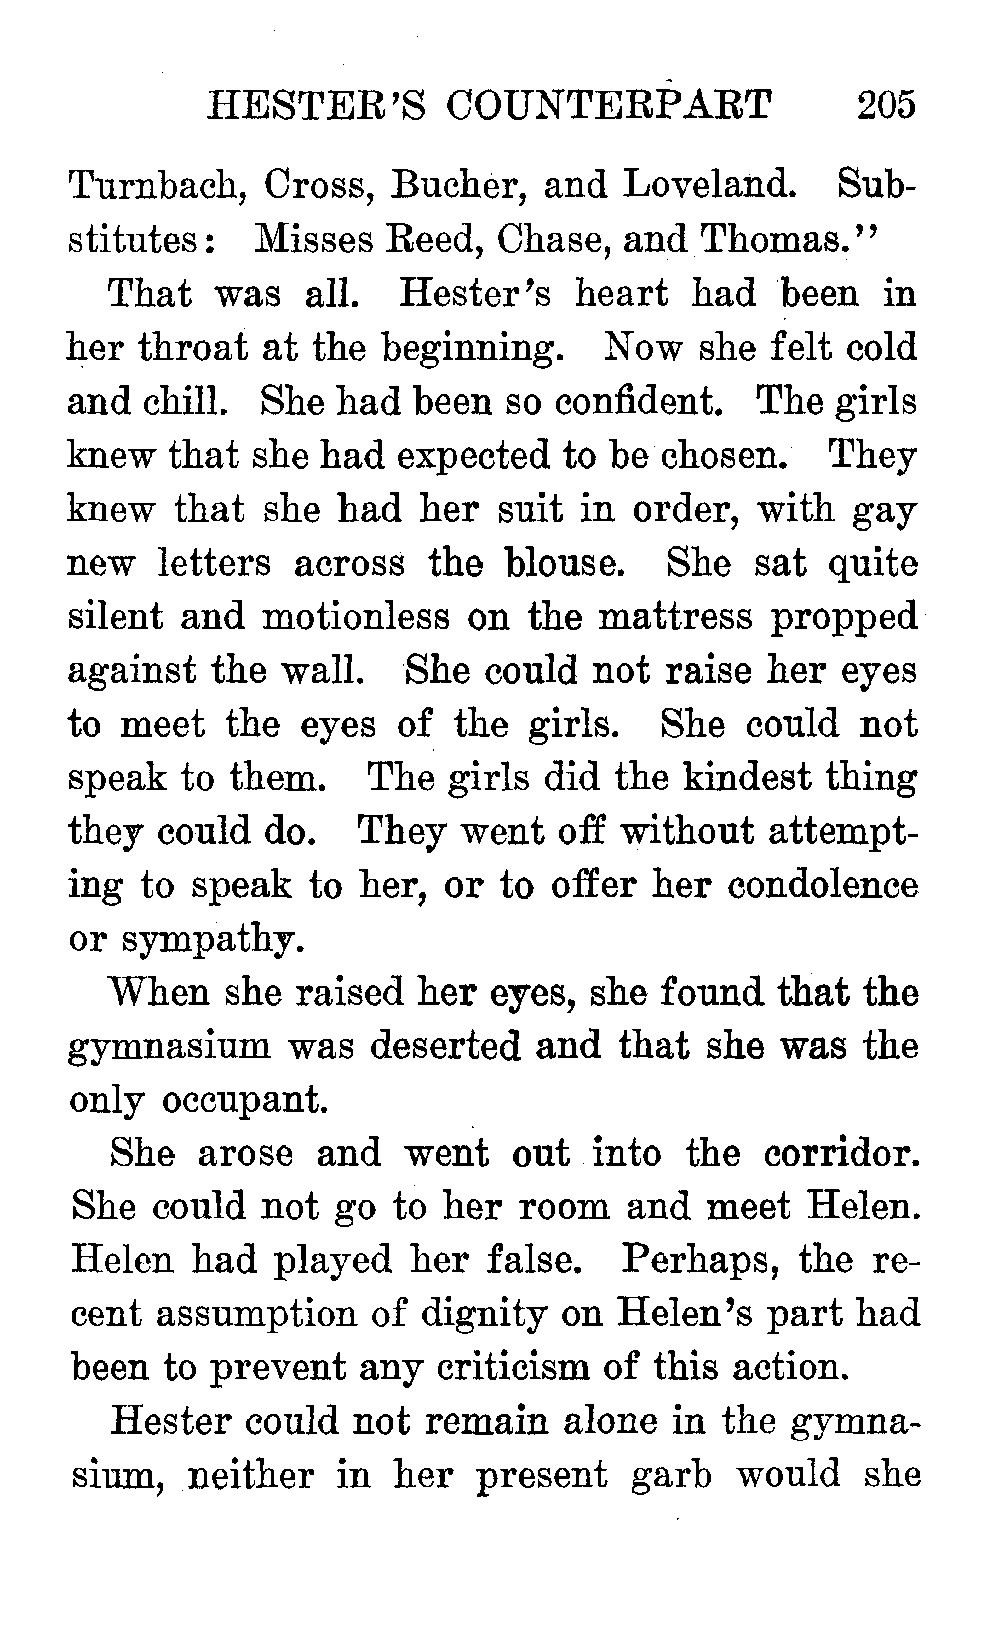 HESTER'S COUNTERPART 205
Turnbach, Cross, Bucher, and Loveland. Sub-
stitutes: Misses Reed, Chase, and Thomas."
That was all. Hester's heart had been in
her throat at the beginning. Now she felt cold
and chill. She had been so confident. The girls
knew that she had expected to be chosen. They
knew that she had her suit in order, with gay
new letters across the blouse. She sat quite
silent and motionless on the mattress propped
against the wall. She could not raise her eyes
to meet the eyes of the girls. She could not
speak to them. The girls did the kindest thing
they could do. They went off without attempt-
ing to speak to her, or to offer her condolence
or sympathy.
When she raised her eyes, she found that the
gymnasium was deserted and that she was the
only occupant.
She arose and went out into the corridor.
She could not go to her room and meet Helen.
Helen had played her false. Perhaps, the re-
cent assumption of dignity on Helen's part had
been to prevent any criticism of this action.
Hester could not remain alone in the gymna-
sium, neither in her present garb would she